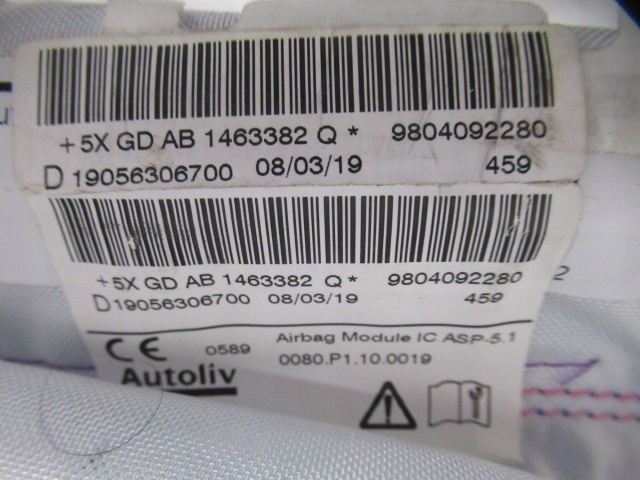 + 5X GD AB 1463382 Q * 9804092280
D 19056306700 08/03/19 459
+5X GD AB 1463382 Q * 9804092280
D 19056306700 08/03/19 459
2
CE 0589 Airbag Module IC ASP-5.1
0080.P1.10.0019
Autoliv